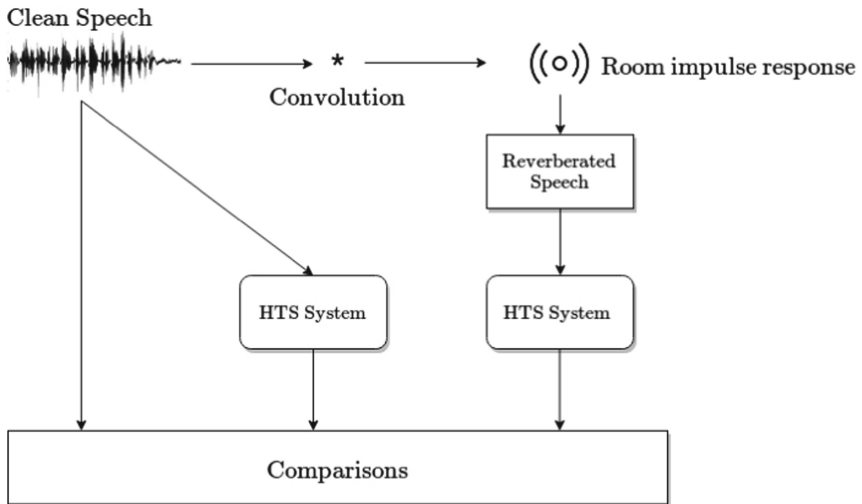 Clean Speech
*
Convolution
Room impulse response
Reverberated
Speech
HTS System
HTS System
Comparisons